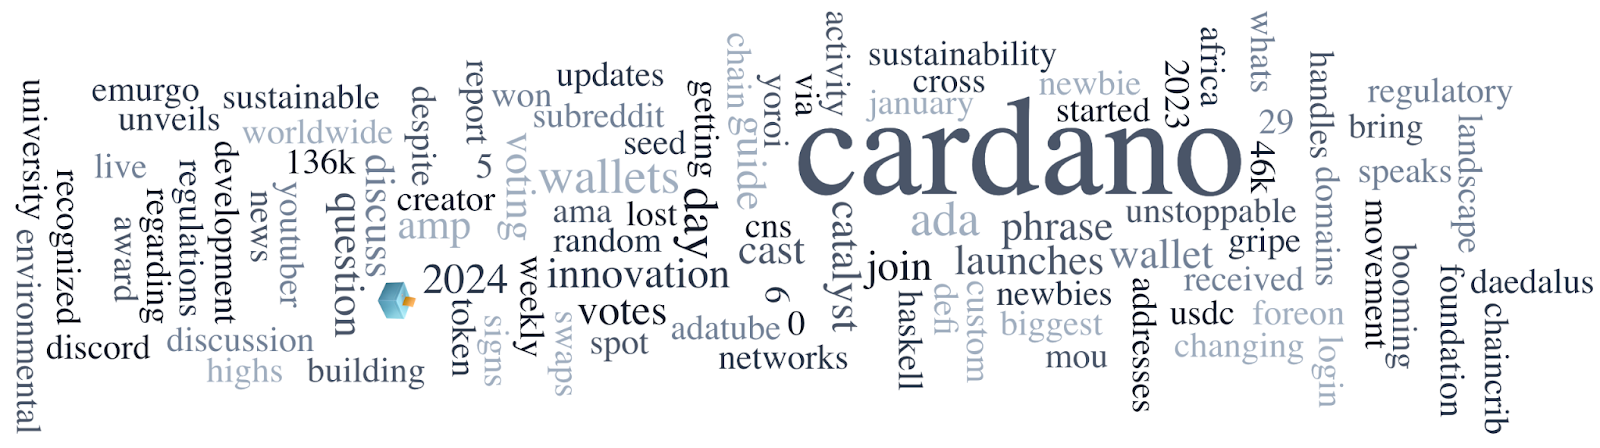 university
environmental
emurgo
unveils
live
recognized
discord
sustainable
worldwide
136k
award
regarding
regulations
development
news
youtuber
question
discuss
discussion
highs
building
despite
report
won
5
creator
amp
voting
2024
token
signs
weekly
swaps
updates
subreddit
seed
wallets
ama
lost
random
innovation
votes
spot
adatube
networks
getting
day
chain
guide
yoroi
via
activity
cns
cast
6
0
catalyst
sustainability
cross
january
newbie
started
cardano
2023
africa
whats
29
46k
ada
phrase
unstoppable
gripe
join
launches
wallet
received
haskell
defi
custom
newbies
biggest
mou
addresses
usdc
foreon
changing
handles
domains
login
regulatory
bring
speaks
landscape
movement
booming
foundation
daedalus
chaincrib